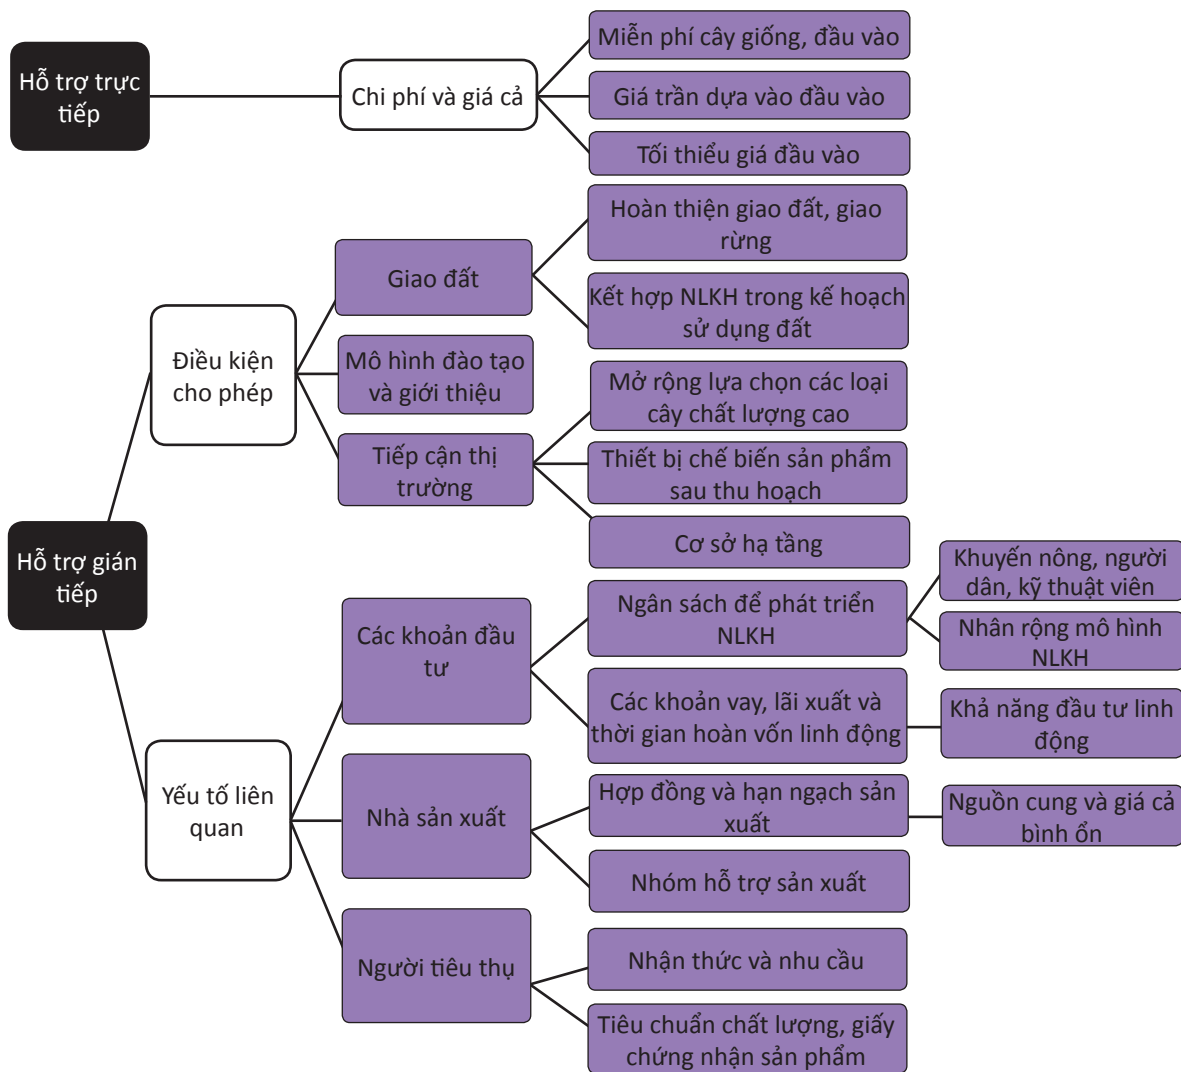 Hỗ trợ trực
tiếp
Chi phí và giá cả
Miễn phí cây giống, đầu vào
Giá trần dựa vào đầu vào
Tối thiểu giá đầu vào
Hỗ trợ gián
tiếp
Điều kiện
cho phép
Giao đất
Hoàn thiện giao đất, giao
rừng
Kết hợp NLKH trong kế hoạch
sử dụng đất
Mô hình đào tạo
và giới thiệu
Tiếp cận thị
trường
Mở rộng lựa chọn các loại
cây chất lượng cao
Thiết bị chế biến sản phẩm
sau thu hoạch
Cơ sở hạ tầng
Yếu tố liên
quan
Các khoản đầu
tư
Ngân sách để phát triển
NLKH
Khuyến nông, người
dân, kỹ thuật viên
Nhân rộng mô hình
NLKH
Các khoản vay, lãi xuất và
thời gian hoàn vốn linh động
Khả năng đầu tư linh
động
Nhà sản xuất
Hợp đồng và hạn ngạch sản
xuất
Nguồn cung và giá cả
bình ổn
Nhóm hỗ trợ sản xuất
Người tiêu thụ
Nhận thức và nhu cầu
Tiêu chuẩn chất lượng, giấy
chứng nhận sản phẩm